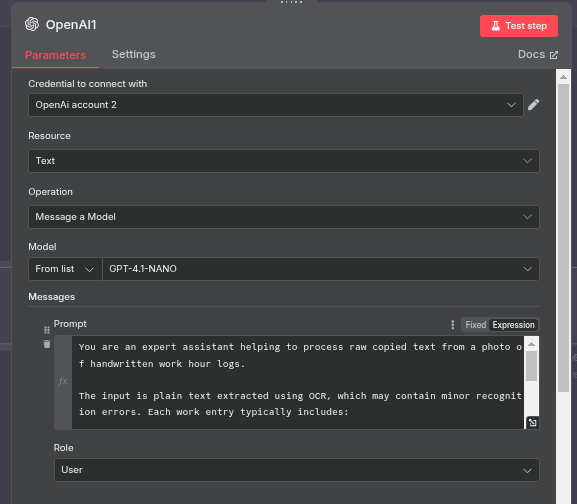 OpenAI1
Test step
Parameters
Settings
Docs
Credential to connect with
OpenAi account 2
Resource
Text
Operation
Message a Model
Model
From list
GPT-4.1-NANO
Messages
Prompt
Fixed
Expression
fx
You are an expert assistant helping to process raw copied text from a photo o
f handwritten work hour logs.
The input is plain text extracted using OCR, which may contain minor recognit
ion errors. Each work entry typically includes:
Role
User